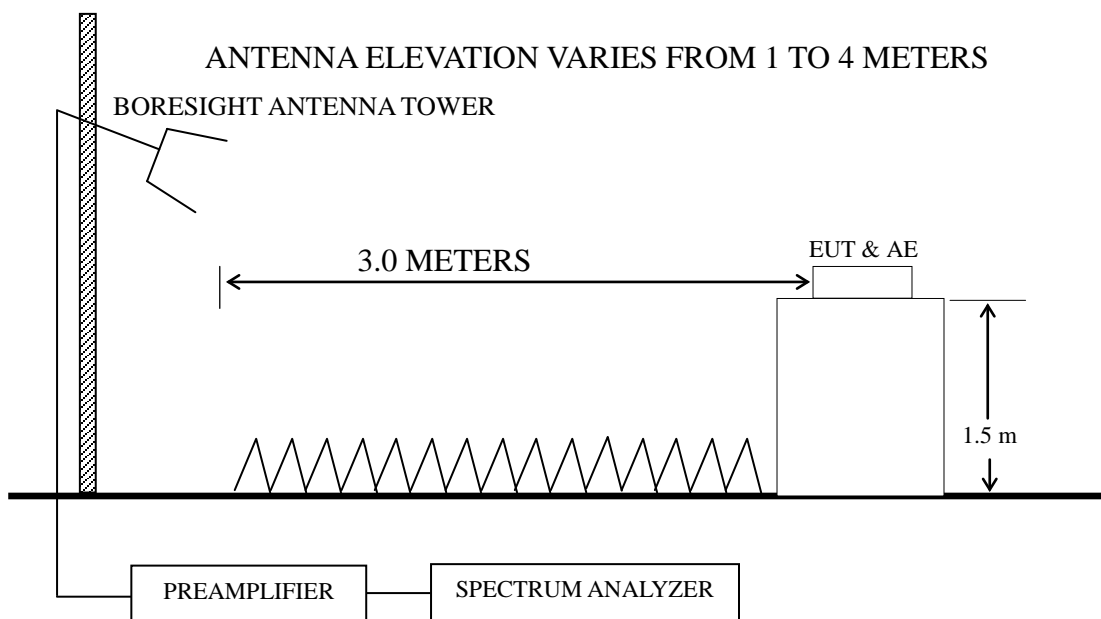 ANTENNA ELEVATION VARIES FROM 1 TO 4 METERS
BORESIGHT ANTENNA TOWER
EUT & AE
3.0 METERS
1.5 m
PREAMPLIFIER
SPECTRUM ANALYZER